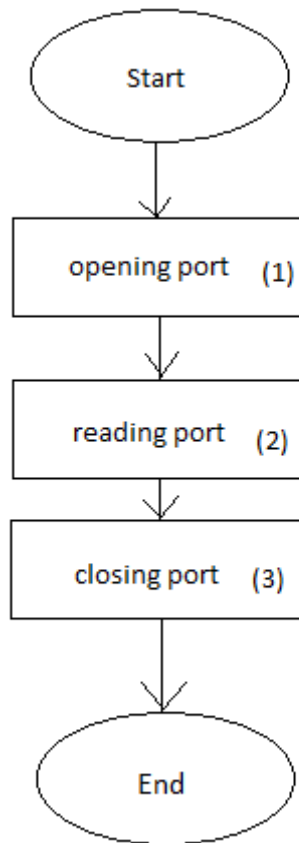 Start
opening port (1)
reading port (2)
closing port (3)
End